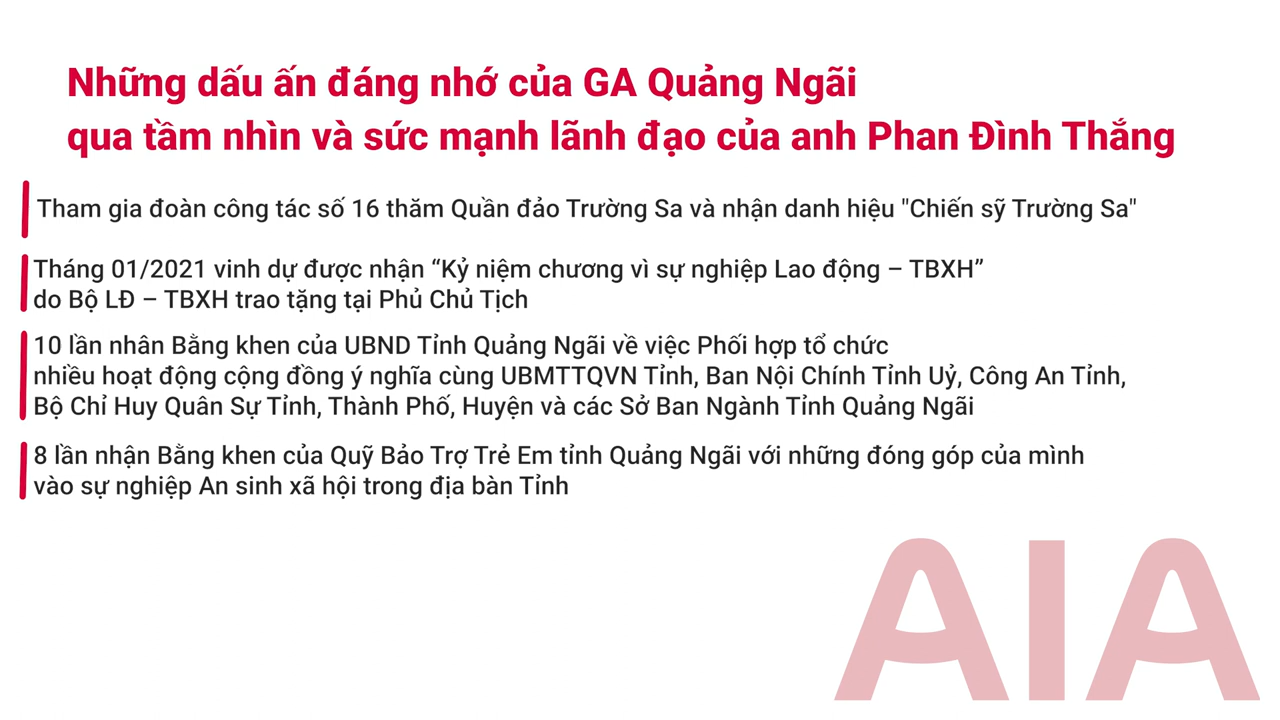 Những dấu ấn đáng nhớ của GA Quảng Ngãi
qua tầm nhìn và sức mạnh lãnh đạo của anh Phan Đình Thắng
Tham gia đoàn công tác số 16 thăm Quần đảo Trường Sa và nhận danh hiệu "Chiến sỹ Trường Sa"
Tháng 01/2021 vinh dự được nhận “Kỷ niệm chương vì sự nghiệp Lao động – TBXH”
do Bộ LĐ – TBXH trao tặng tại Phủ Chủ Tịch
10 lần nhân Bằng khen của UBND Tỉnh Quảng Ngãi về việc Phối hợp tổ chức
nhiều hoạt động cộng đồng ý nghĩa cùng UBMTTQVN Tỉnh, Ban Nội Chính Tỉnh Uỷ, Công An Tỉnh,
Bộ Chỉ Huy Quân Sự Tỉnh, Thành Phố, Huyện và các Sở Ban Ngành Tỉnh Quảng Ngãi
8 lần nhận Bằng khen của Quỹ Bảo Trợ Trẻ Em tỉnh Quảng Ngãi với những đóng góp của mình
vào sự nghiệp An sinh xã hội trong địa bàn Tỉnh
AIA